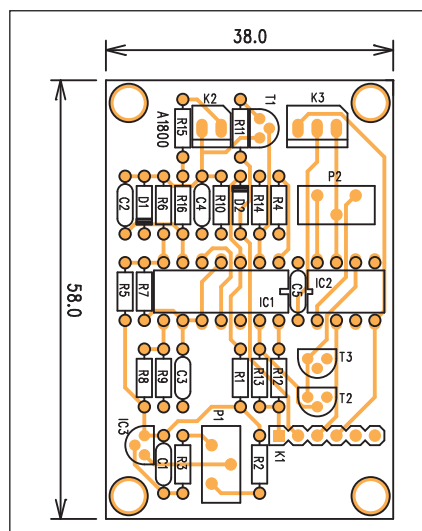 38.0
58.0
A1800
R15
K2
R11
T1
K3
C2
D1
R6
R16
C4
R10
D2
R14
R4
P2
R5
R7
IC1
C5
IC2
R8
R9
C3
R1
R13
R12
T3
T2
IC3
C1
R3
P1
R2
K1